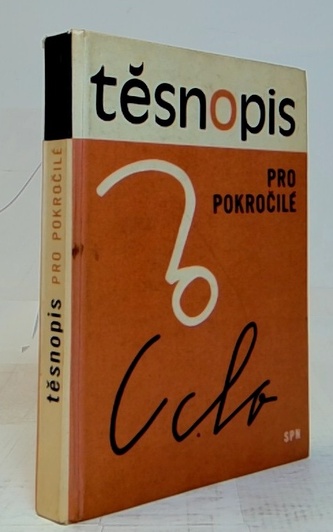 těsnopis
PRO
POKROČILÉ
SPN
těsnopis PRO POKROČILÉ